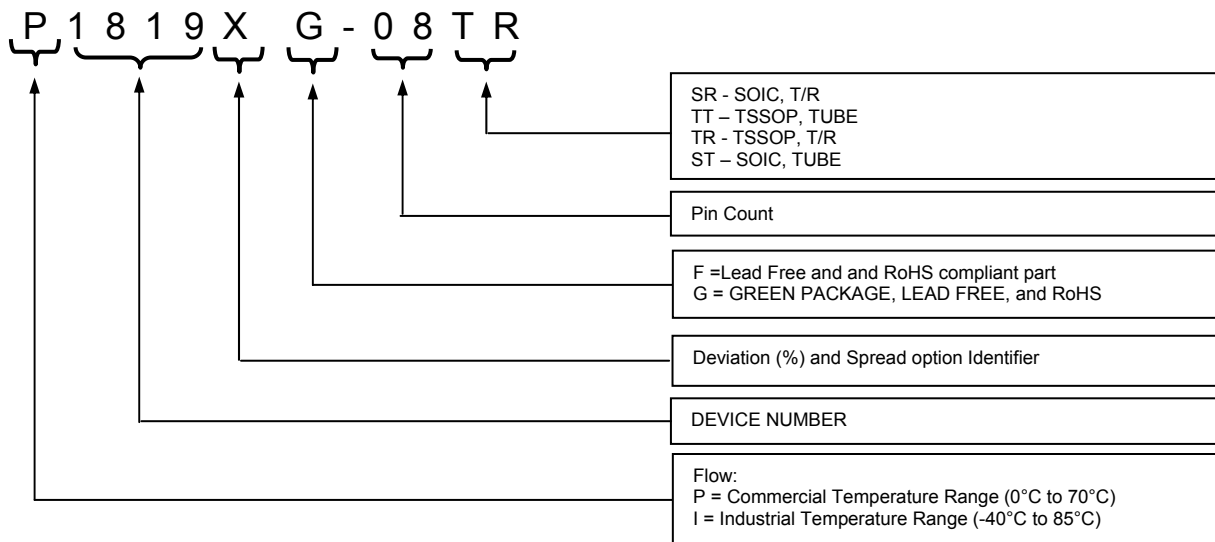 P 1 8 1 9 X G - 0 8 T R
SR - SOIC, T/R
TT – TSSOP, TUBE
TR - TSSOP, T/R
ST – SOIC, TUBE
Pin Count
F =Lead Free and and RoHS compliant part
G = GREEN PACKAGE, LEAD FREE, and RoHS
Deviation (%) and Spread option Identifier
DEVICE NUMBER
Flow:
P = Commercial Temperature Range (0°C to 70°C)
I = Industrial Temperature Range (-40°C to 85°C)